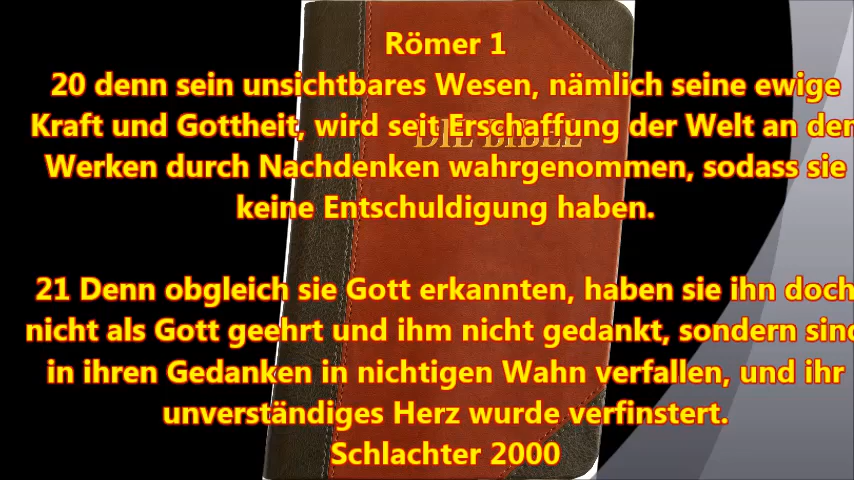 Römer 1
20 denn sein unsichtbares Wesen, nämlich seine ewige
Kraft und Gottheit, wird seit Erschaffung der Welt an den
DIE BIBEL
Werken durch Nachdenken wahrgenommen, sodass sie
keine Entschuldigung haben.
21 Denn obgleich sie Gott erkannten, haben sie ihn doch
nicht als Gott geehrt und ihm nicht gedankt, sondern sind
in ihren Gedanken in nichtigen Wahn verfallen, und ihr
unverständiges Herz wurde verfinstert.
Schlachter 2000